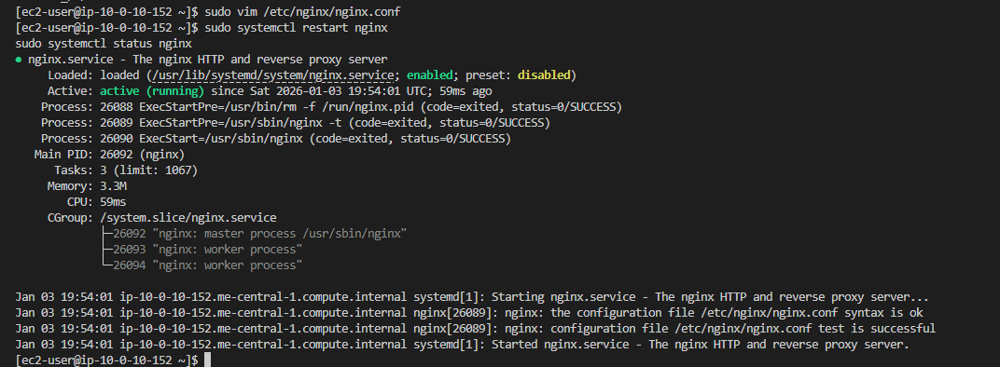 [ec2-user@ip-10-0-10-152 ~]$ sudo vim /etc/nginx/nginx.conf
[ec2-user@ip-10-0-10-152 ~]$ sudo systemctl restart nginx
sudo systemctl status nginx
● nginx.service - The nginx HTTP and reverse proxy server
     Loaded: loaded (/usr/lib/systemd/system/nginx.service; enabled; preset: disabled)
     Active: active (running) since Sat 2026-01-03 19:54:01 UTC; 59ms ago
    Process: 26088 ExecStartPre=/usr/bin/rm -f /run/nginx.pid (code=exited, status=0/SUCCESS)
    Process: 26089 ExecStartPre=/usr/sbin/nginx -t (code=exited, status=0/SUCCESS)
    Process: 26090 ExecStart=/usr/sbin/nginx (code=exited, status=0/SUCCESS)
   Main PID: 26092 (nginx)
      Tasks: 3 (limit: 1067)
     Memory: 3.3M
        CPU: 59ms
     CGroup: /system.slice/nginx.service
             ├─26092 "nginx: master process /usr/sbin/nginx"
             ├─26093 "nginx: worker process"
             └─26094 "nginx: worker process"

Jan 03 19:54:01 ip-10-0-10-152.me-central-1.compute.internal systemd[1]: Starting nginx.service - The nginx HTTP and reverse proxy server...
Jan 03 19:54:01 ip-10-0-10-152.me-central-1.compute.internal nginx[26089]: nginx: the configuration file /etc/nginx/nginx.conf syntax is ok
Jan 03 19:54:01 ip-10-0-10-152.me-central-1.compute.internal nginx[26089]: nginx: configuration file /etc/nginx/nginx.conf test is successful
Jan 03 19:54:01 ip-10-0-10-152.me-central-1.compute.internal systemd[1]: Started nginx.service - The nginx HTTP and reverse proxy server.
[ec2-user@ip-10-0-10-152 ~]$